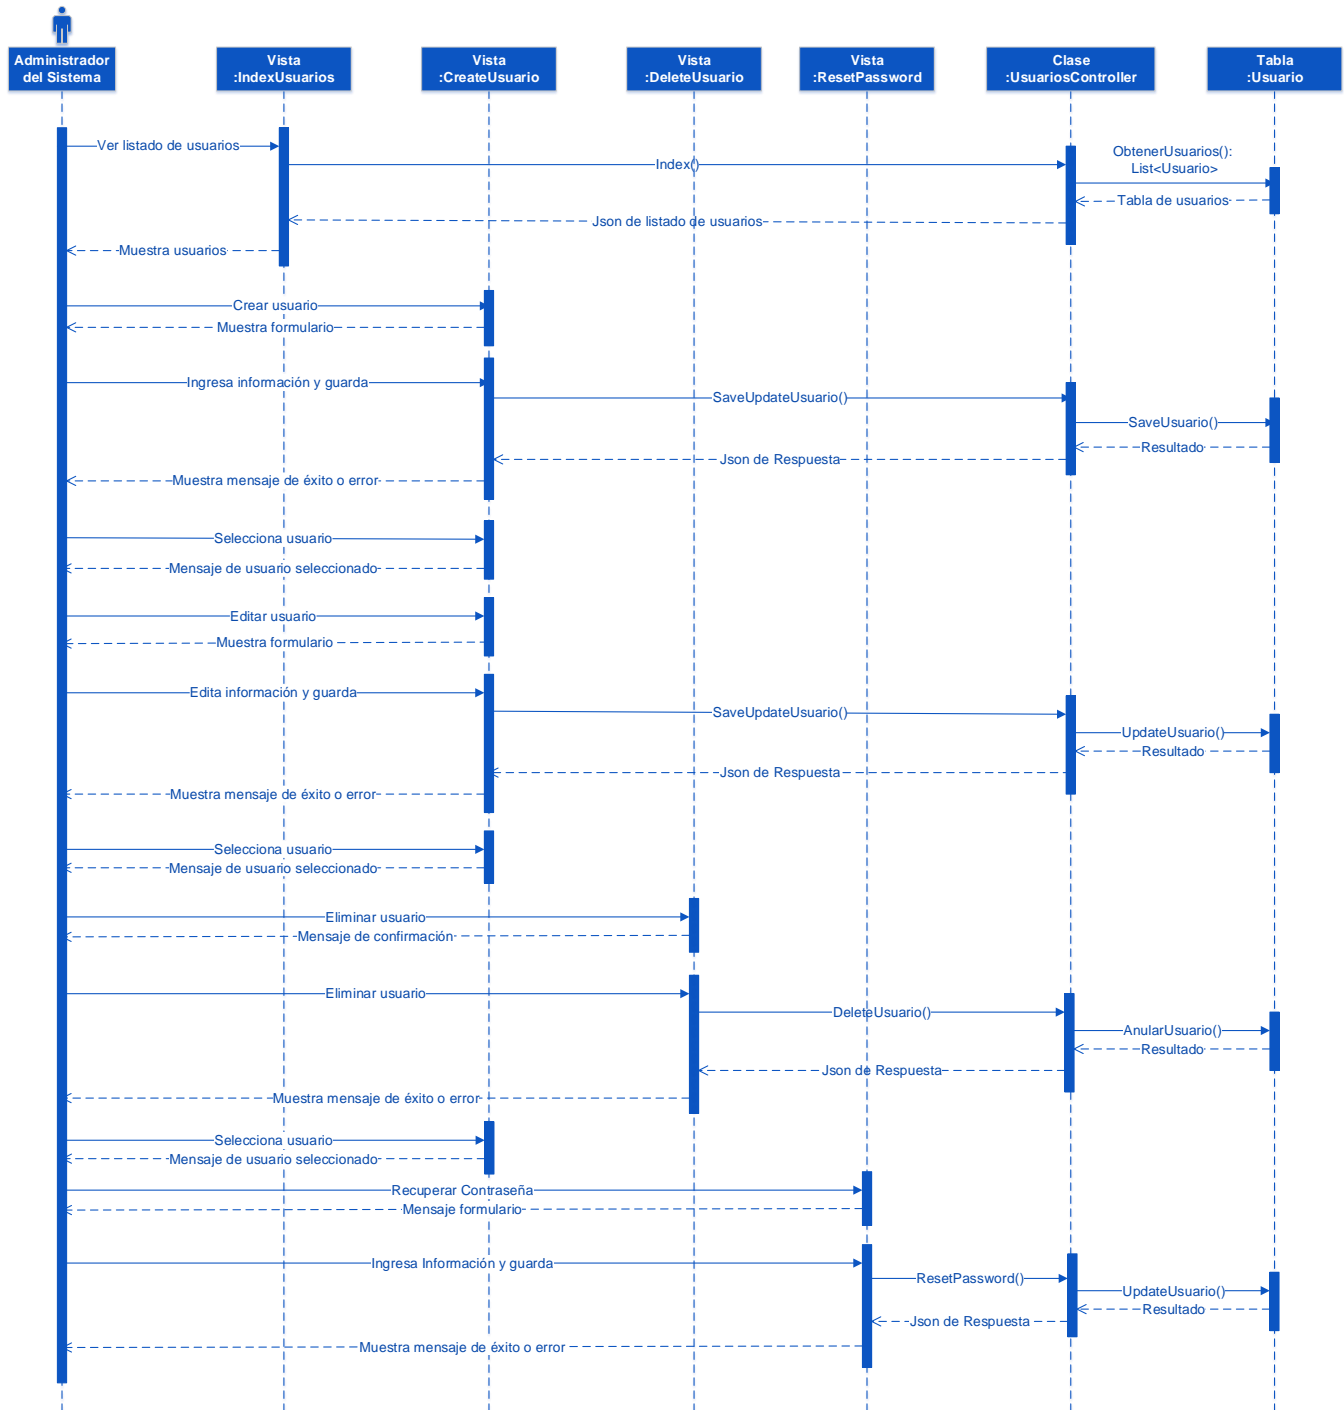 Administrador
del Sistema
Vista
:IndexUsuarios
Vista
:CreateUsuario
Vista
:DeleteUsuario
Vista
:ResetPassword
Clase
:UsuariosController
Tabla
:Usuario
Ver listado de usuarios
Index()
ObtenerUsuarios():
List<Usuario>
Tabla de usuarios
Json de listado de usuarios
Muestra usuarios
Crear usuario
Muestra formulario
Ingresa información y guarda
SaveUpdateUsuario()
SaveUsuario()
Resultado
Json de Respuesta
Muestra mensaje de éxito o error
Selecciona usuario
Mensaje de usuario seleccionado
Editar usuario
Muestra formulario
Edita información y guarda
SaveUpdateUsuario()
UpdateUsuario()
Resultado
Json de Respuesta
Muestra mensaje de éxito o error
Selecciona usuario
Mensaje de usuario seleccionado
Eliminar usuario
Mensaje de confirmación
Eliminar usuario
DeleteUsuario()
AnularUsuario()
Resultado
Json de Respuesta
Muestra mensaje de éxito o error
Selecciona usuario
Mensaje de usuario seleccionado
Recuperar Contraseña
Mensaje formulario
Ingresa Información y guarda
ResetPassword()
UpdateUsuario()
Resultado
Json de Respuesta
Muestra mensaje de éxito o error